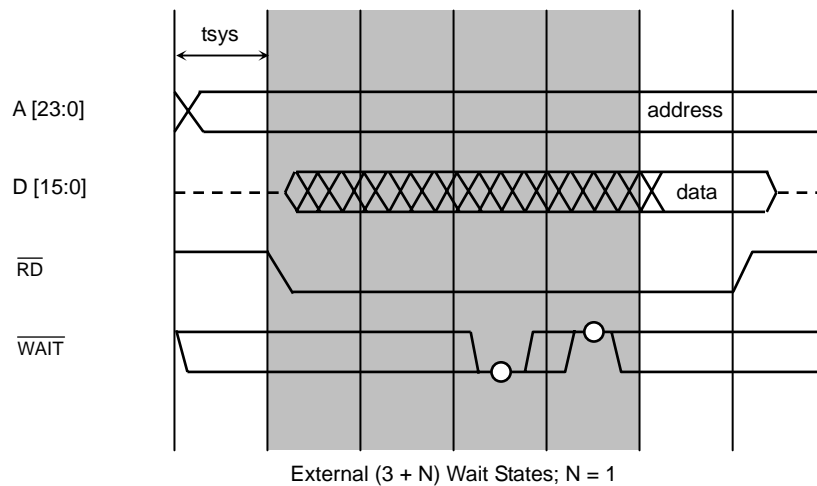 tsys
A [23:0]
address
D [15:0]
data
RD
WAIT
External (3 + N) Wait States; N = 1